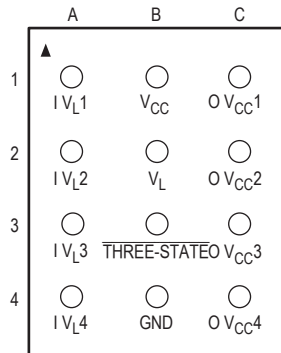 A B C
1
I VL1 VCC O VCC1
2
I VL2 VL O VCC2
3
I VL3 THREE-STATE O VCC3
4
I VL4 GND O VCC4